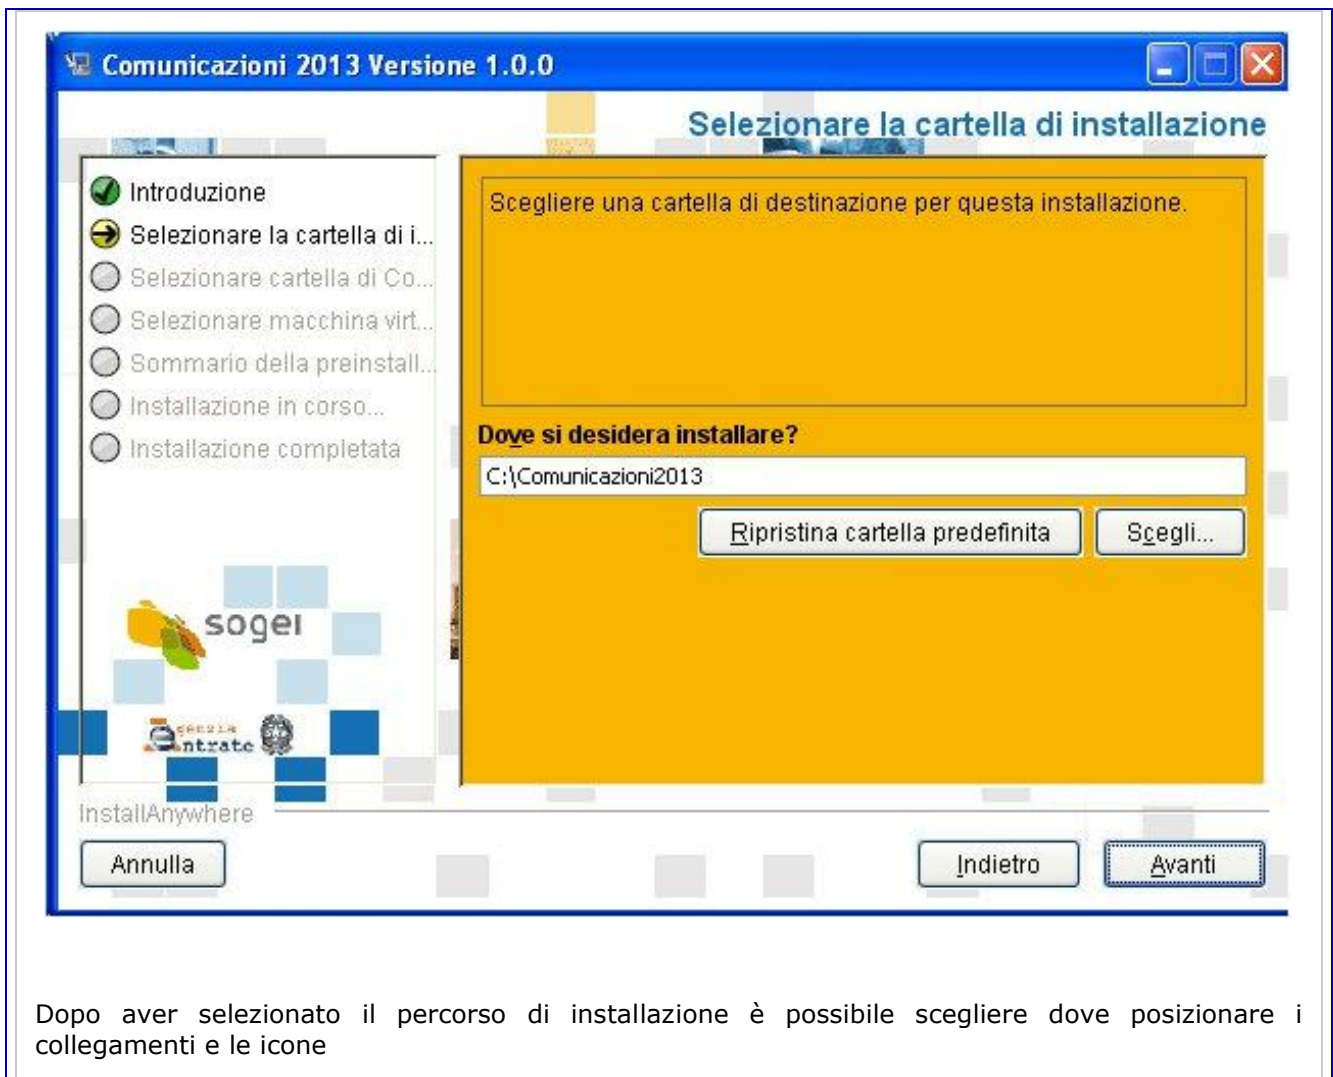 Comunicazioni 2013 Versione 1.0.0
Selezionare la cartella di installazione
Introduzione
Selezionare la cartella di i...
Selezionare cartella di Co...
Selezionare macchina virt...
Sommario della preinstall...
Installazione in corso...
Installazione completata
Scegliere una cartella di destinazione per questa installazione.
Dove si desidera installare?
C:\Comunicazioni2013
Ripristina cartella predefinita
Scegli...
sogei
genzia
ntrate
InstallAnywhere
Annulla
Indietro
Avanti
Dopo aver selezionato il percorso di installazione è possibile scegliere dove posizionare i
collegamenti e le icone